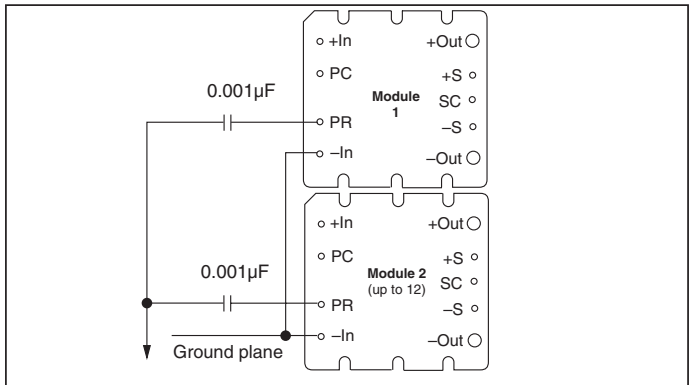 +In
+Out
PC
+S
0.001µF
Module
1
SC
PR
–S
–In
–Out
+In
+Out
PC
+S
0.001µF
Module 2
(up to 12)
SC
PR
–S
–In
–Out
Ground plane